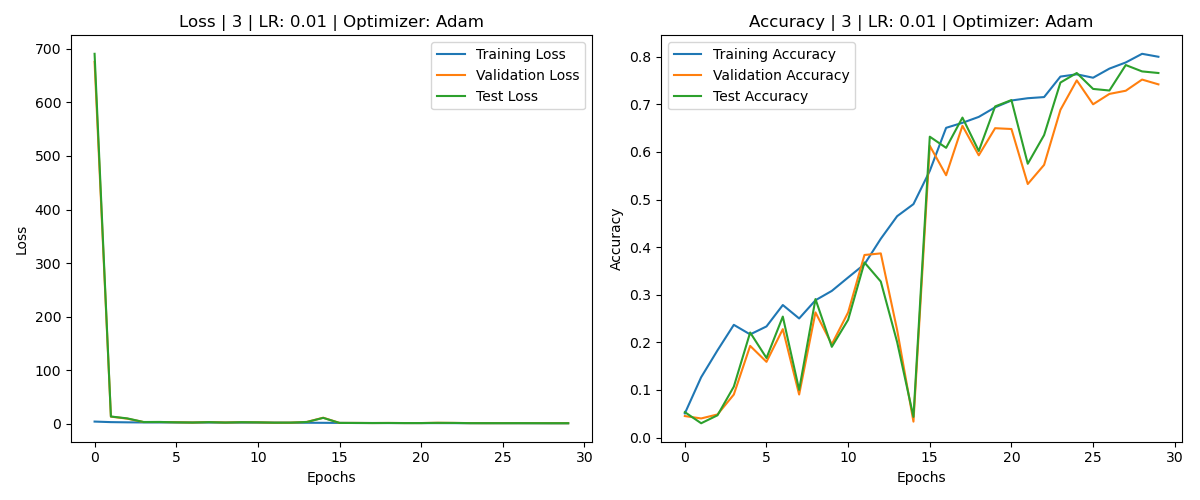 Loss | 3 | LR: 0.01 | Optimizer: Adam
700
600
500
400
300
200
100
0
Loss
Training Loss
Validation Loss
Test Loss
0 5 10 15 20 25 30
Epochs
Accuracy | 3 | LR: 0.01 | Optimizer: Adam
0.8
0.7
0.6
0.5
0.4
0.3
0.2
0.1
0.0
Accuracy
Training Accuracy
Validation Accuracy
Test Accuracy
0 5 10 15 20 25 30
Epochs